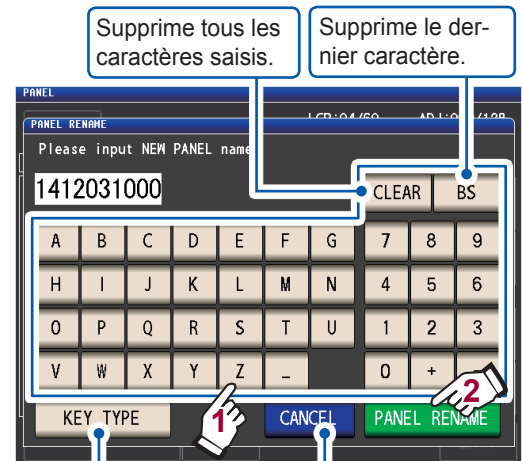 Supprime tous les
caractères saisis.
Supprime le der-
nier caractère.
PANEL
PANEL RENAME
Please input NEW PANEL name
1412031000
CLEAR BS
A B C D E F G 7 8 9
H I J K L M N 4 5 6
O P Q R S T U 1 2 3
V W X Y Z _ 0 +
1
2
KEY TYPE CANCEL PANEL RENAME